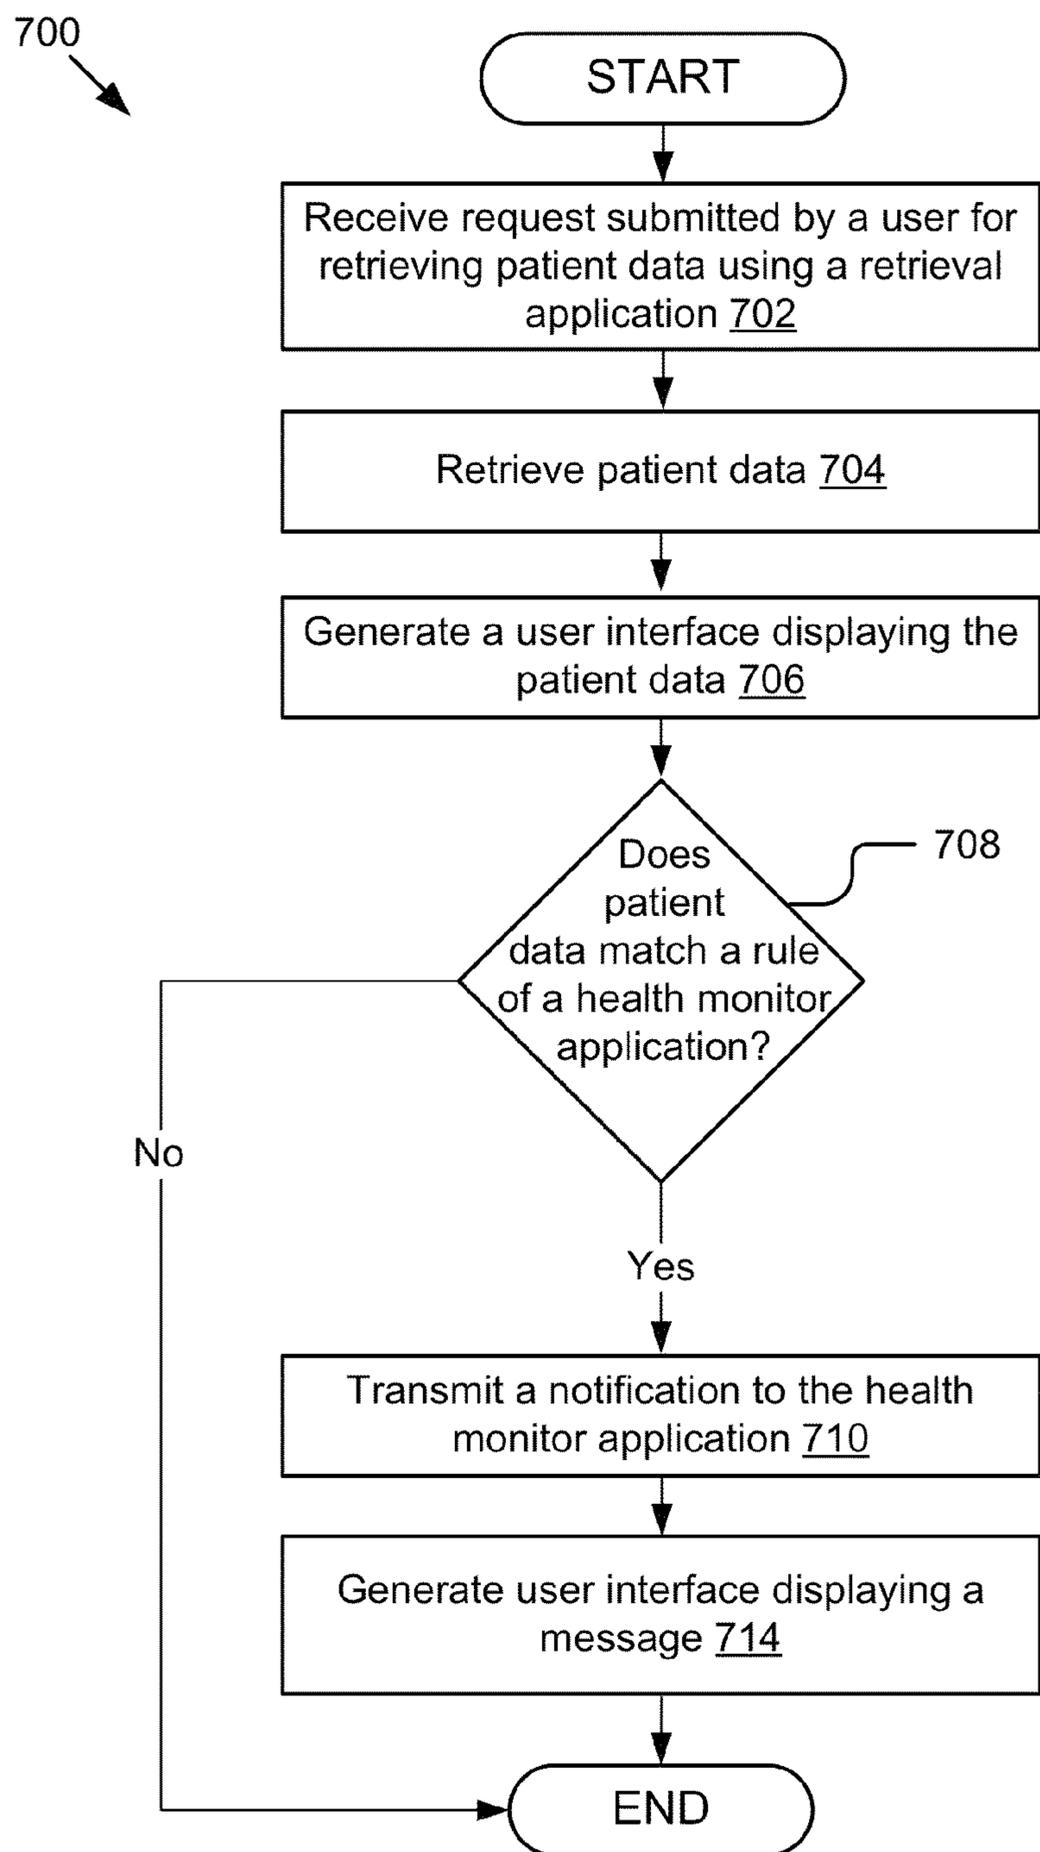 700
START
Receive request submitted by a user for
retrieving patient data using a retrieval
application 702
Retrieve patient data 704
Generate a user interface displaying the
patient data 706
Does
patient
data match a rule
of a health monitor
application?
708
No
Yes
Transmit a notification to the health
monitor application 710
Generate user interface displaying a
message 714
END